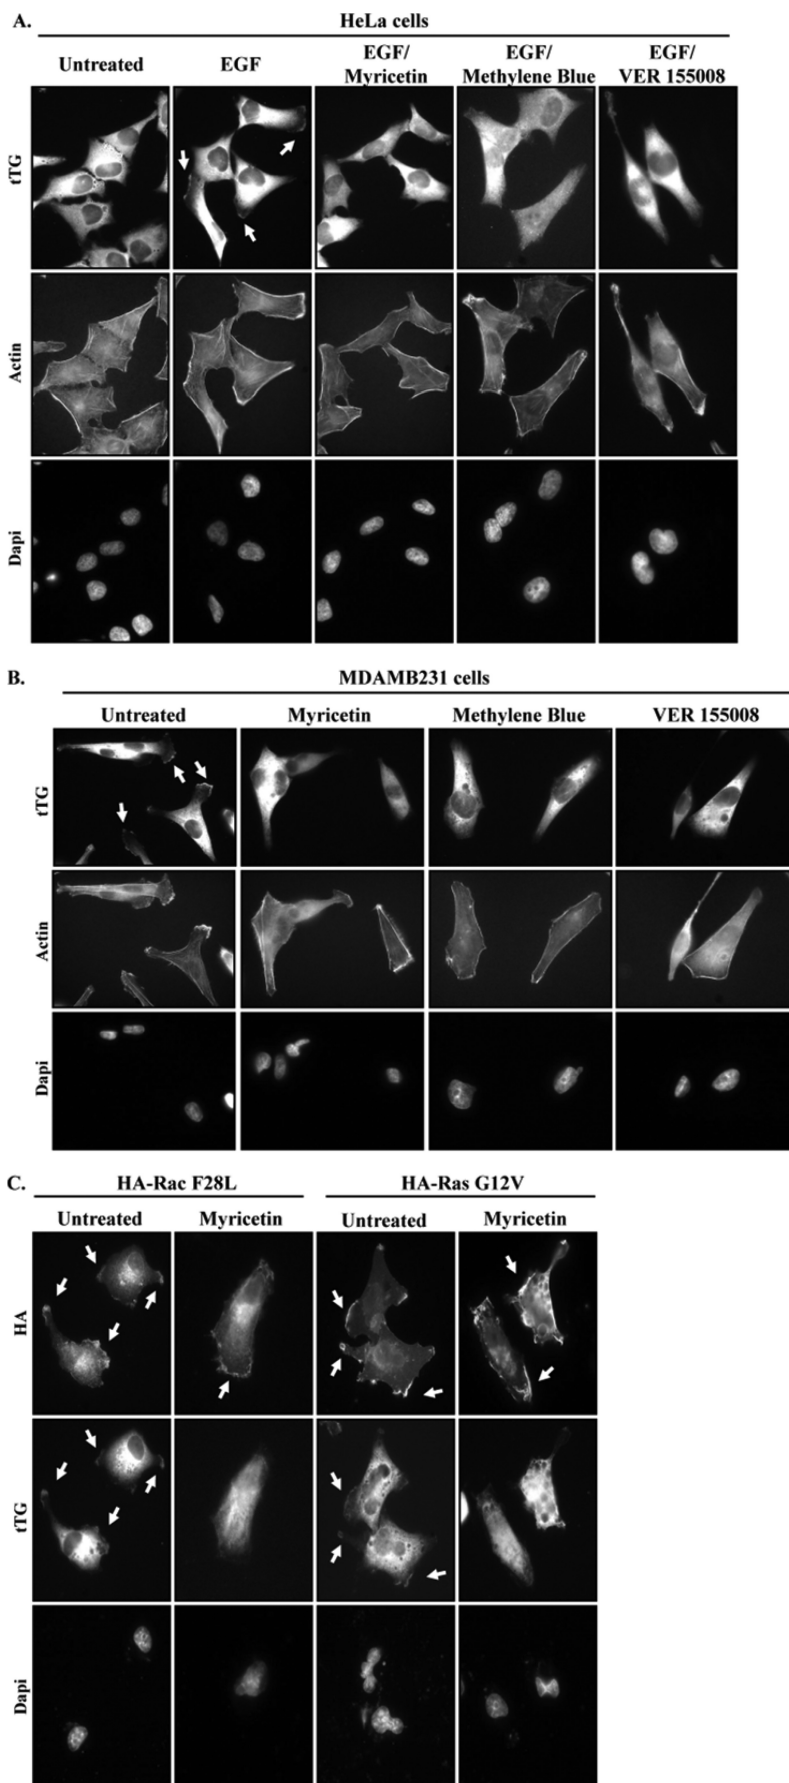 A.
HeLa cells
Untreated
EGF
EGF/
Myricetin
EGF/
Methylene Blue
EGF/
VER 155008
tTG
Actin
Dapi
B.
MDAMB231 cells
Untreated
Myricetin
Methylene Blue
VER 155008
tTG
Actin
Dapi
C.
HA-Rac F28L
HA-Ras G12V
Untreated
Myricetin
Untreated
Myricetin
HA
tTG
Dapi